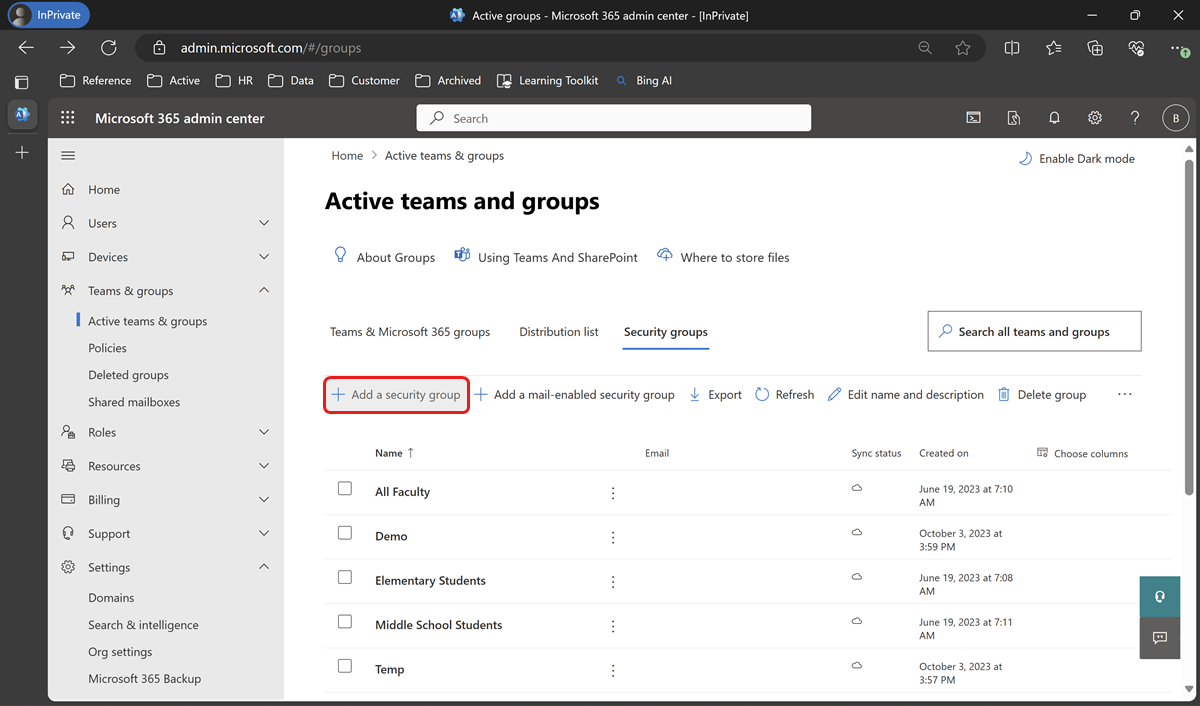 InPrivate
Active groups - Microsoft 365 admin center - [InPrivate]
admin.microsoft.com/#/groups
Reference Active HR Data Customer Archived Learning Toolkit Bing AI
Microsoft 365 admin center
Search
B
Home
Users
Devices
Teams & groups
Active teams & groups
Policies
Deleted groups
Shared mailboxes
Roles
Resources
Billing
Support
Settings
Domains
Search & intelligence
Org settings
Microsoft 365 Backup
Home > Active teams & groups
Enable Dark mode
Active teams and groups
About Groups Using Teams And SharePoint Where to store files
Teams & Microsoft 365 groups Distribution list Security groups
Search all teams and groups
Add a security group Add a mail-enabled security group Export Refresh Edit name and description Delete group ...
Name ↑ Email Sync status Created on Choose columns
All Faculty June 19, 2023 at 7:10
AM
Demo October 3, 2023 at
3:59 PM
Elementary Students June 19, 2023 at 7:08
AM
Middle School Students June 19, 2023 at 7:11
AM
Temp October 3, 2023 at
3:57 PM